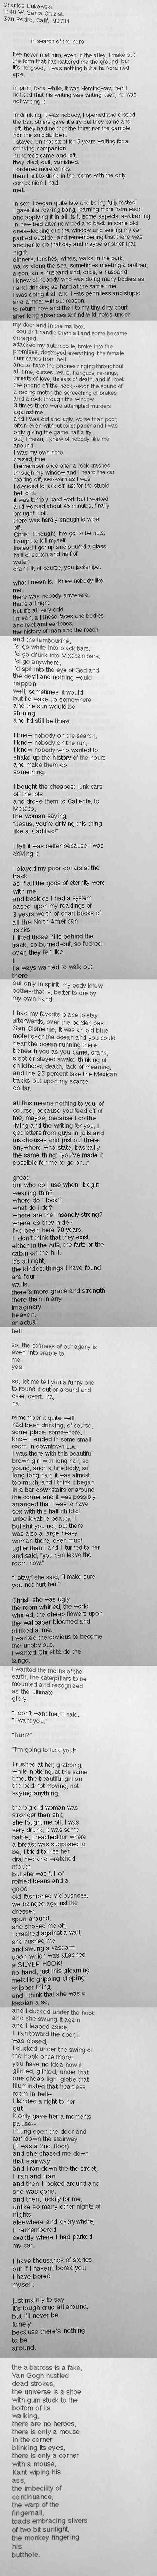 Charles Bukowski
1148 W. Santa Cruz st.
San Pedro, Calif. 90731
in search of the hero
I've never met him, even in the alley, I make out
the form that has battered me the ground, but
it's no good, it was nothing but a half-brained
ape.
in print, for a while, it was Hemingway, then I
noticed that his writing was writing itself, he was
not writing it.
in drinking, it was nobody, I opened and closed
the bar, others gave it a try but they came and
left, they had neither the thirst nor the gamble
nor the suicidal bent.
I stayed on that stool for 5 years waiting for a
drinking companion.
hundreds came and left.
they died, quit, vanished.
I ordered more drinks.
then I left to drink in the rooms with the only
companion I had
met.
in sex, I began quite late and being fully rested
I gave it a roaring bang, learning more from each
and applying it in all the fullest aspects, awakening
in new beds, new houses, some in some old
ones—looking out the window and seeing my car
parked outside—and remembering that there was
another to do that day and maybe another that
night.
dinners, lunches, wines, walks in the park,
walks along the sea, sometimes meeting a brother,
a son, an x-hubby and even, once, a husband.
I knew of nobody who was doing more bodies as
I and drinking as hard at the same time.
I was doing it all and I was penniless and stupid
and almost without reason,
to return now and then to my tiny dirty court
after long absences to find wild notes under
my door and in the mailbox.
I couldn't handle them all and some became
enraged
attacked my automobile, broke into the
premises, destroyed everything, the female
hurricanes from hell.
and to have the phones ringing throughout
all time, curses, wails, hangups, re-rings,
threats of love, threats of death, and if I took
the phone off the hook,—soon the sound of
a racing motor, the screeching of brakes
and a rock through the window.
3 times there were attempted murders
against me.
and I was old and ugly, worse than poor,
often even without toilet paper and I was
only giving the game half a try...
but, I mean, I knew of nobody like me
around.
I was my own hero.
crazed, true.
I remember once after a rock crashed
through my window and I heard the car
roaring off, sex-worn as I was
I decided to jack off just for the stupid
hell of it.
it was terribly hard work but I worked
and worked about 45 minutes, finally
brought it off.
there was hardly enough to wipe
off.
Christ, I thought, I've got to be nuts,
I ought to kill myself.
instead I got up and poured a glass
half of scotch and half of
water.
drank it, of course, you jacksnipe.
what I mean is, I knew nobody like
me.
there was nobody anywhere.
that's all right
but it's all very odd.
I mean, all these faces and bodies
and feet and earlobes,
the history of man and the roach
and the tambourine,
I'd go white into black bars,
I'd go drunk into Mexican bars,
I'd go anywhere,
I'd spit into the eye of God and
the devil and nothing would
happen.
well, sometimes it would
but I'd wake up somewhere
and the sun would be
shining
and I'd still be there.
I knew nobody on the search,
I knew nobody on the run,
I knew nobody who wanted to
shake up the history of the hours
and make them do
something.
I bought the cheapest junk cars
off the lots
and drove them to Caliente, to
Mexico,
the woman saying,
"Jesus, you're driving this thing
like a Cadillac!"
I felt it was better because I was
driving it.
I played my poor dollars at the
track
as if all the gods of eternity were
with me
and besides I had a system
based upon my readings of
3 years worth of chart books of
all the North American
tracks.
I liked those hills behind the
track, so burned-out, so fucked-
over, they felt like
I.
I always wanted to walk out
there
but only in spirit, my body knew
better--that is, better to die by
my own hand.
I had my favorite place to stay
afterwards, over the border, past
San Clemente, it was an old blue
motel over the ocean and you could
hear the ocean running there
beneath you as you came, drank,
slept or stayed awake thinking of
childhood, death, lack of meaning,
and the 25 percent take the Mexican
tracks put upon my scarce
dollar.
all this means nothing to you, of
course, because you feed off of
me, maybe, because I do the
living and the writing for you, I
get letters from guys in jails and
madhouses and just out there
anywhere who state, basically
the same thing: "you've made it
possible for me to go on..."
great.
but who do I use when I begin
wearing thin?
where do I look?
what do I do?
where are the insanely strong?
where do they hide?
I've been here 70 years.
I don't think that they exist.
either in the Arts, the farts or the
cabin on the hill.
it's all right,
the kindest things I have found
are four
walls.
there's more grace and strength
there than in any
imaginary
heaven.
or actual
hell.
so, the stiffness of our agony is
even intolerable to
me.
yes.
so, let me tell you a funny one
to round it out or around and
over. overt. ha,
ha.
remember it quite well,
had been drinking, of course,
some place, somewhere, I
know it ended in some small
room in downtown L.A.
I was there with this beautiful
brown girl with long hair, so
young, such a fine body, so
long long hair, it was almost
too much, and I think it began
in a bar downstairs or around
the corner and it was possibly
arranged that I was to have
sex with this half child of
unbelievable beauty, I
bullshit you not, but there
was also a large heavy
woman there, even much
uglier than I and I turned to her
and said, "you can leave the
room now."
"I stay," she said, "I make sure
you not hurt her."
Christ, she was ugly.
the room whirled, the world
whirled, the cheap flowers upon
the wallpaper bloomed and
blinked at me.
I wanted the obvious to become
the unobvious.
I wanted Christ to do the
tango.
I wanted the moths of the
earth, the caterpillars to be
mounted and recognized
as the ultimate
glory.
"I don't want her," I said,
"I want you."
"huh?"
"I'm going to fuck you!"
I rushed at her, grabbing,
while noticing, at the same
time, the beautiful girl on
the bed not moving, not
saying anything.
the big old woman was
stronger than shit,
she fought me off, I was
very drunk, it was some
battle, I reached for where
a breast was supposed to
be, I tried to kiss her
drained and wretched
mouth
but she was full of
refried beans and a
good
old fashioned viciousness,
we banged against the
dresser,
spun around,
she shoved me off,
I crashed against a wall,
she rushed me
and swung a vast arm
upon which was attached
a SILVER HOOK!
no hand, just this gleaming
metallic gripping clipping
snipper thing,
and I think that she was a
lesbian also,
and I ducked under the hook
and she swung it again
and I leaped aside,
I ran toward the door, it
was closed,
I ducked under the swing of
the hook once more--
you have no idea how it
glinted, glinted, under that
one cheap light globe that
illuminated that heartless
room in hell--
I landed a right to her
gut--
it only gave her a moments
pause--
I flung open the door and
ran down the stairway
(it was a 2nd. floor)
and she chased me down
that stairway
and I ran down the the street,
I ran and I ran
and then I looked around and
she was gone.
and then, luckily for me,
unlike so many other nights of
nights
elsewhere and everywhere,
I remembered
exactly where I had parked
my car.
I have thousands of stories
but if I haven't bored you
I have bored
myself.
just mainly to say
it's tough crud all around,
but I'll never be
lonely
because there's nothing
to be
around.
the albatross is a fake,
Van Gogh hustled
dead strokes,
the universe is a shoe
with gum stuck to the
bottom of its
walking,
there are no heroes,
there is only a mouse
in the corner
blinking its eyes,
there is only a corner
with a mouse,
Kant wiping his
ass,
the imbecility of
continuance,
the warp of the
fingernail,
toads embracing slivers
of two bit sunlight,
the monkey fingering
his
butthole.